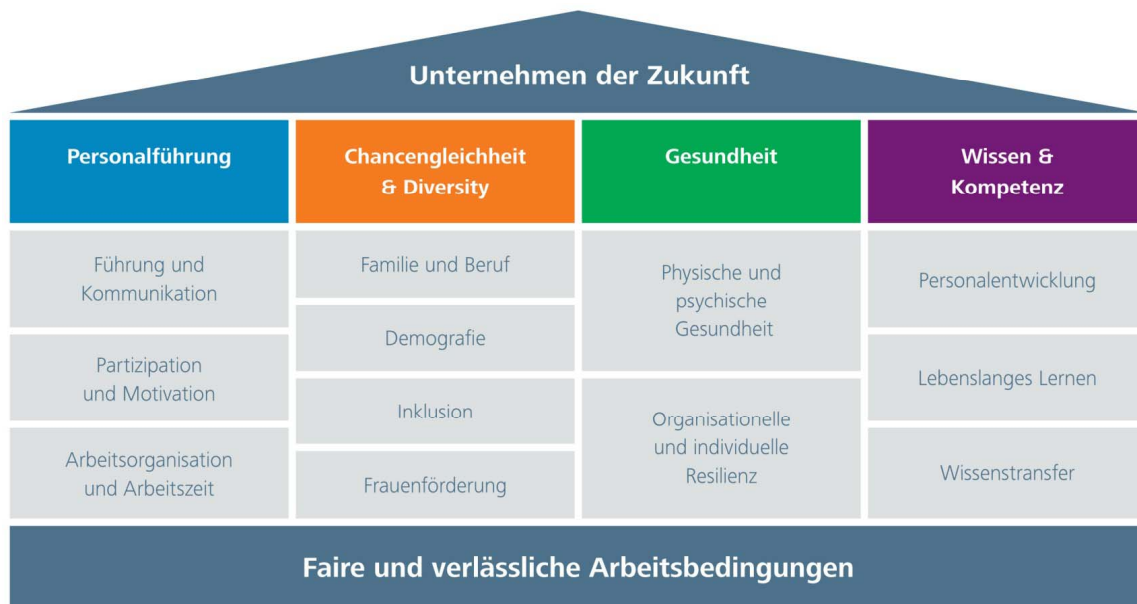 Unternehmen der Zukunft
Personalführung
Führung und
Kommunikation
Partizipation
und Motivation
Arbeitsorganisation
und Arbeitszeit
Chancengleichheit
& Diversity
Familie und Beruf
Demografie
Inklusion
Frauenförderung
Gesundheit
Physische und
psychische
Gesundheit
Organisationelle
und individuelle
Resilienz
Wissen &
Kompetenz
Personalentwicklung
Lebenslanges Lernen
Wissenstransfer
Faire und verlässliche Arbeitsbedingungen